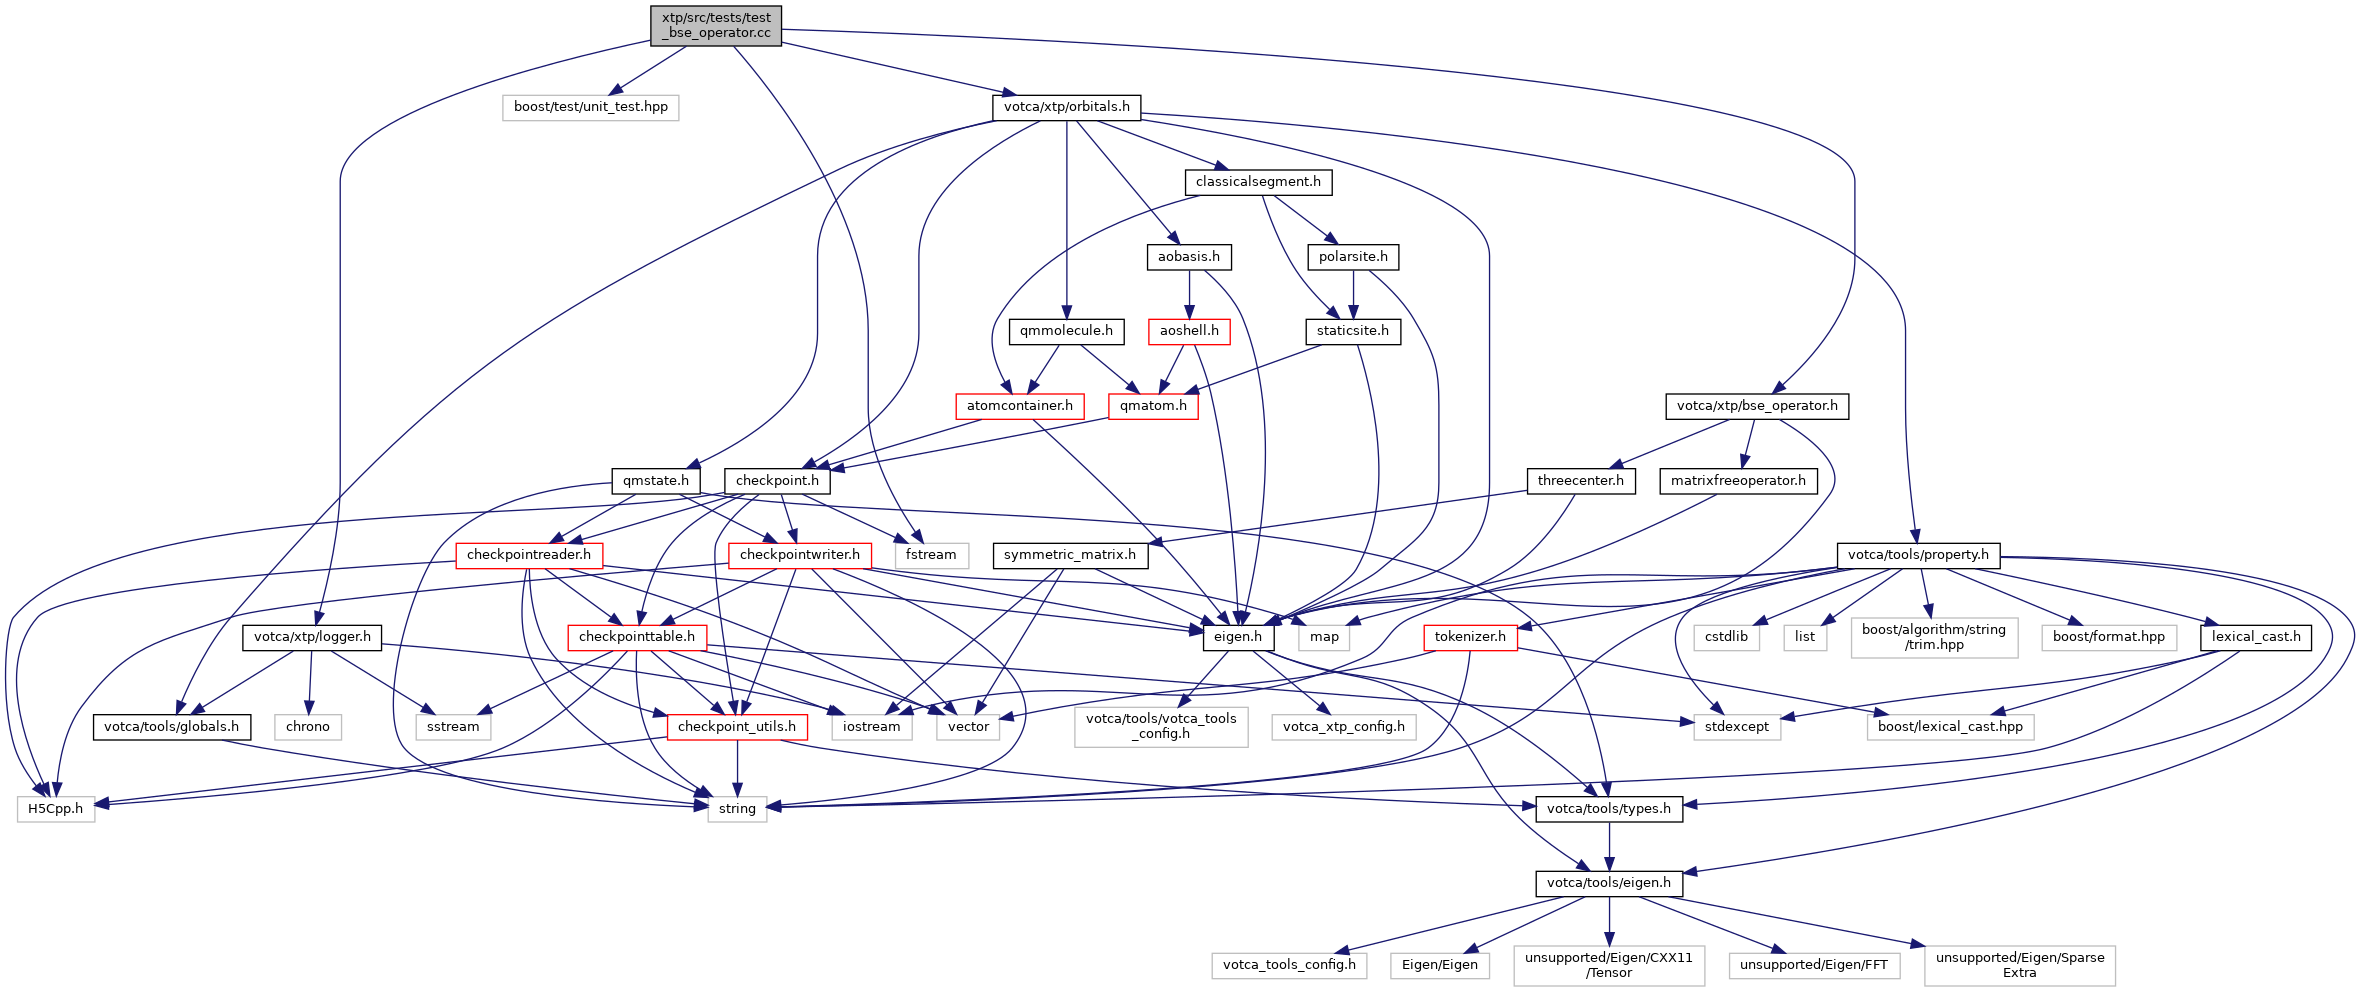 xtp/src/tests/test
_bse_operator.cc
boost/test/unit_test.hpp
votca/xtp/orbitals.h
classicalsegment.h
aobasis.h
polarsite.h
qmmolecule.h
aoshell.h
staticsite.h
atomcontainer.h
qmatom.h
votca/xtp/bse_operator.h
qmstate.h
checkpoint.h
threecenter.h
matrixfreeoperator.h
checkpointreader.h
checkpointwriter.h
fstream
symmetric_matrix.h
votca/tools/property.h
votca/xtp/logger.h
checkpointtable.h
eigen.h
map
tokenizer.h
cstdlib
list
boost/algorithm/string
/trim.hpp
boost/format.hpp
lexical_cast.h
votca/tools/globals.h
chrono
sstream
checkpoint_utils.h
iostream
vector
votca/tools/votca_tools
_config.h
votca_xtp_config.h
stdexcept
boost/lexical_cast.hpp
H5Cpp.h
string
votca/tools/types.h
votca/tools/eigen.h
votca_tools_config.h
Eigen/Eigen
unsupported/Eigen/CXX11
/Tensor
unsupported/Eigen/FFT
unsupported/Eigen/Sparse
Extra